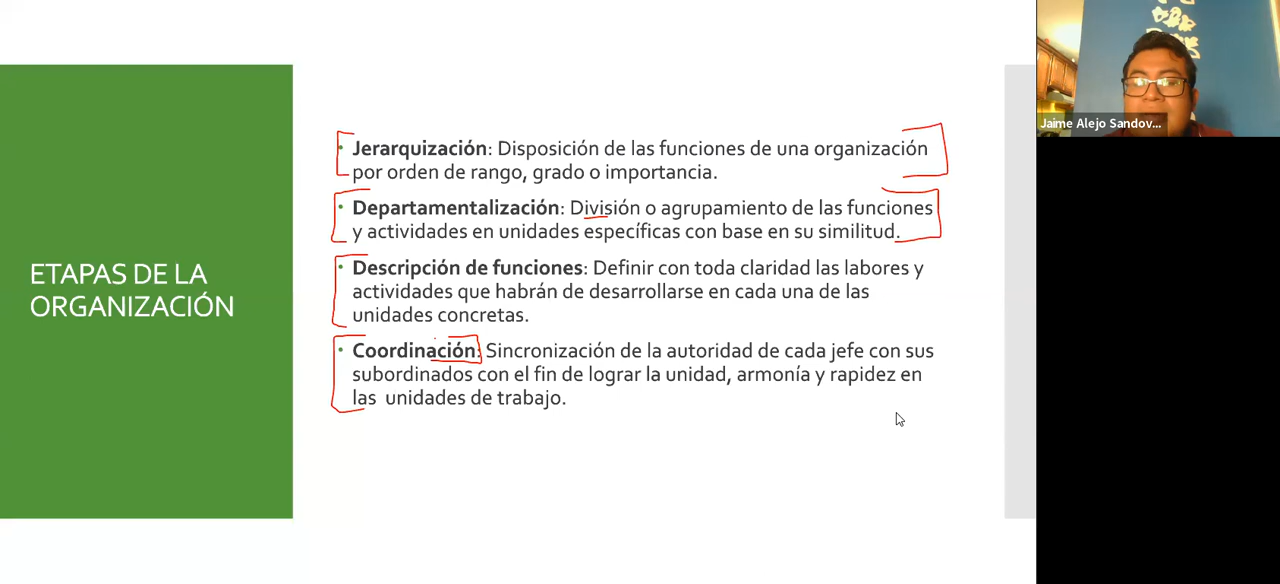 ETAPAS DE LA
ORGANIZACIÓN
• Jerarquización: Disposición de las funciones de una organización
por orden de rango, grado o importancia.
• Departamentalización: División o agrupamiento de las funciones
y actividades en unidades específicas con base en su similitud.
• Descripción de funciones: Definir con toda claridad las labores y
actividades que habrán de desarrollarse en cada una de las
unidades concretas.
• Coordinación: Sincronización de la autoridad de cada jefe con sus
subordinados con el fin de lograr la unidad, armonía y rapidez en
las unidades de trabajo.
Jaime Alejo Sandov...